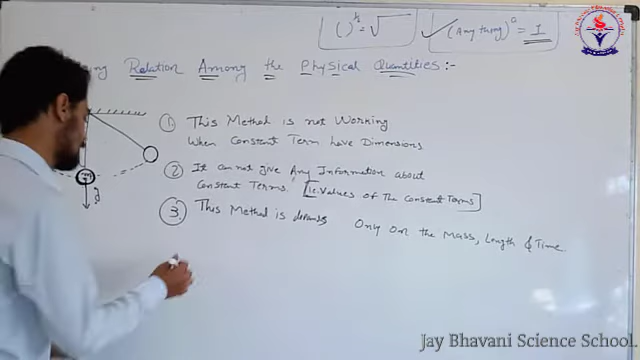 ( )^½ = √
✓ (Any thing)^0 = 1
ing Relation Among the Physical Quantities :-
① This Method is not Working
When Constant Term have Dimensions
② It can not give Any Information about
Constant Terms. [i.e. Values of the Constant Terms]
③ This Method is depends Only On the Mass, Length & Time.
m
g
Jay Bhavani Science School.